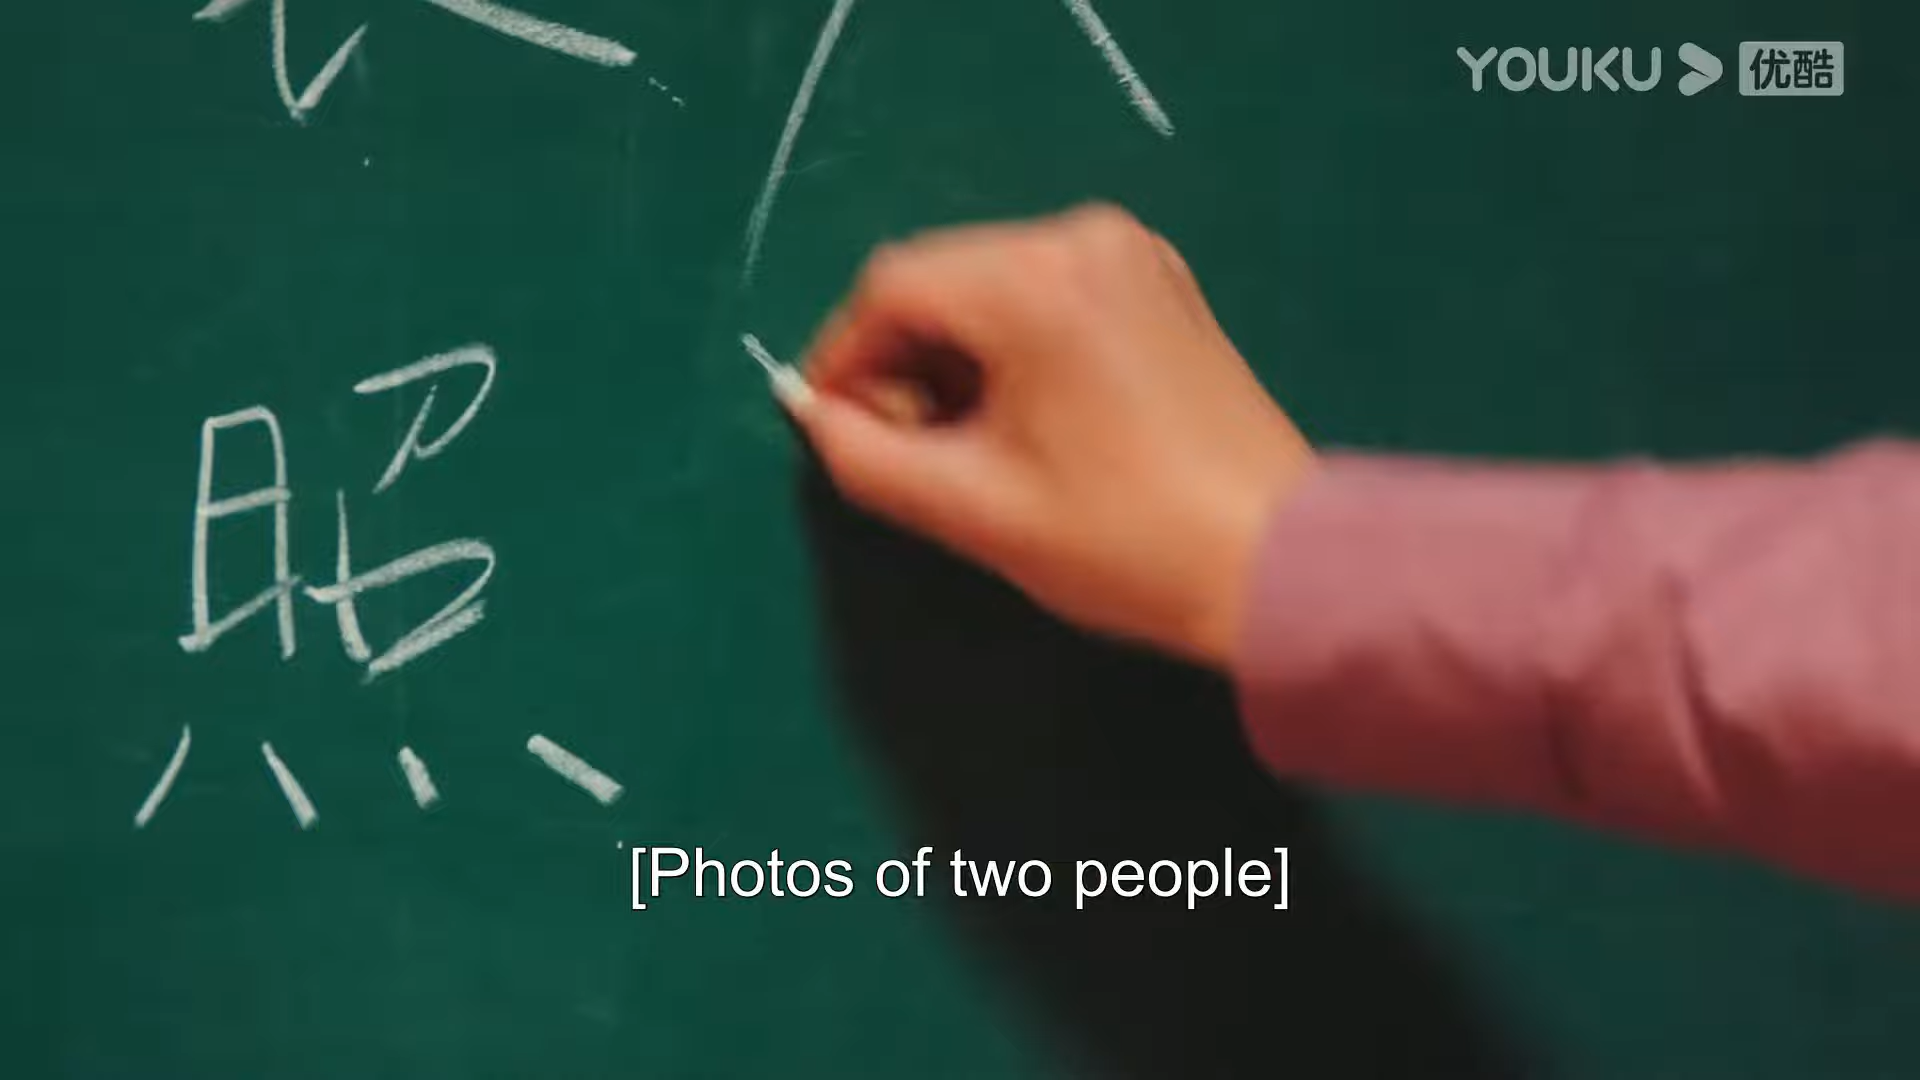 YOUKU 优酷
照
[Photos of two people]